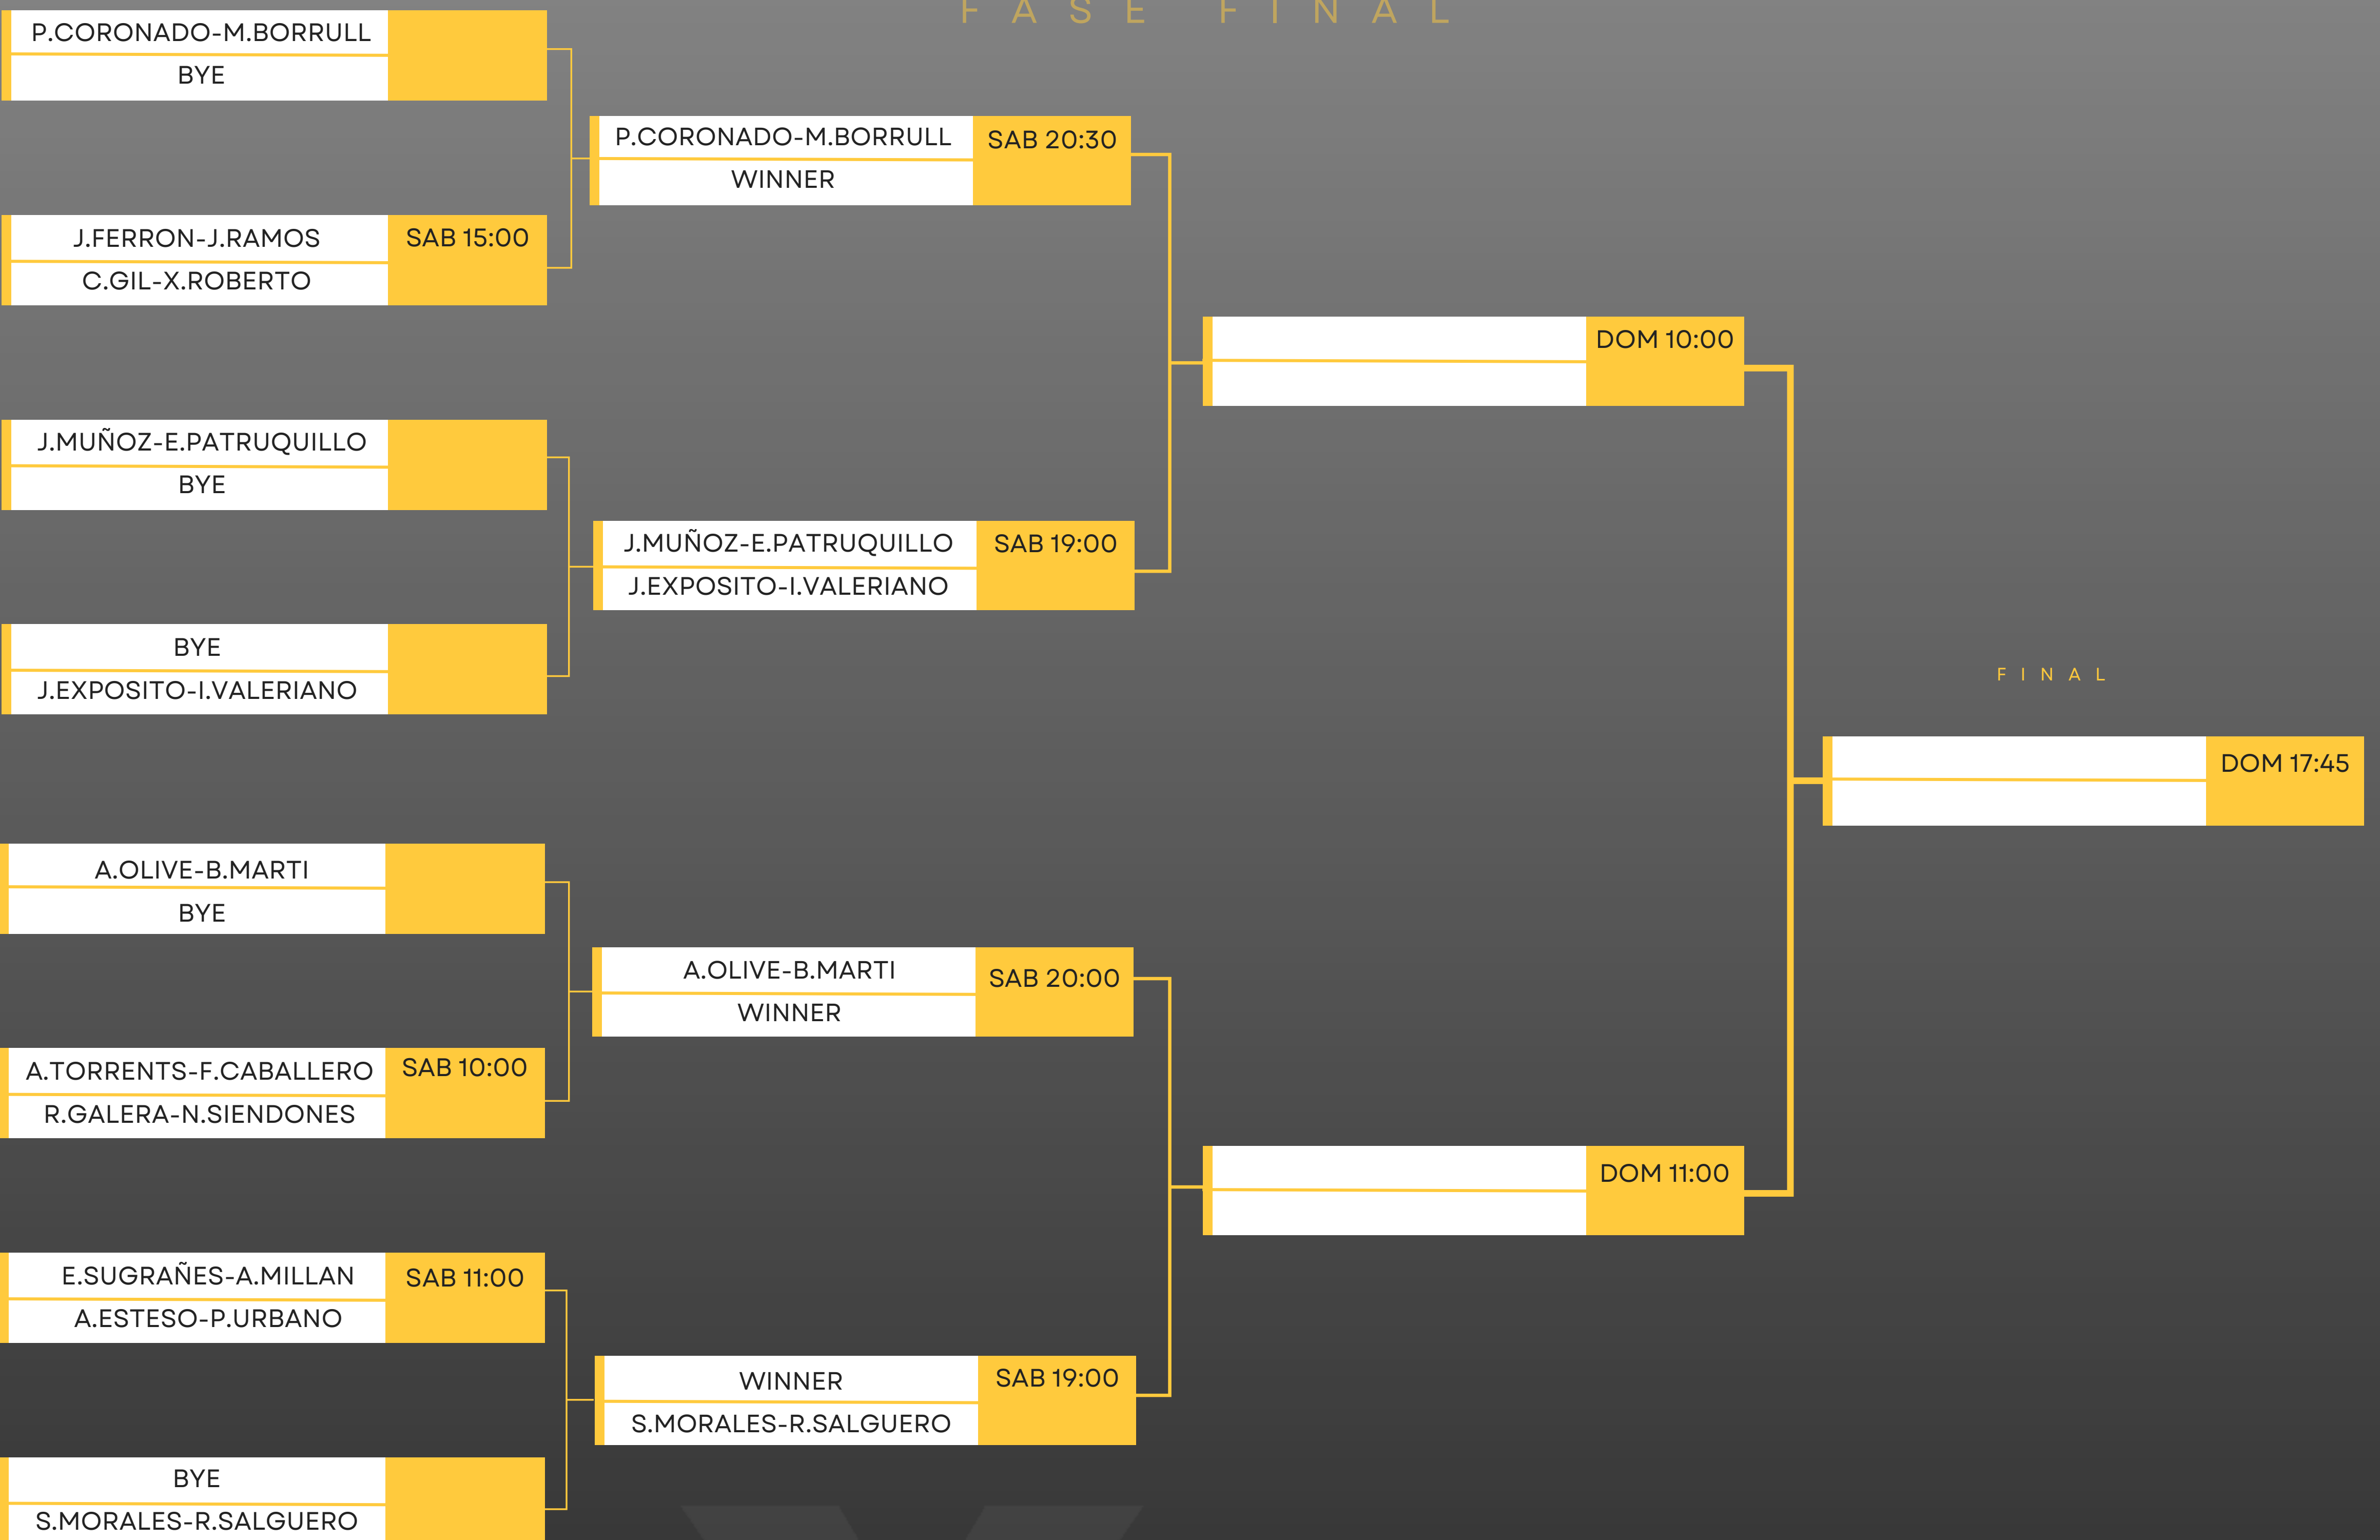 FASE FINAL
P.CORONADO-M.BORRULL
BYE
J.FERRON-J.RAMOS
SAB 15:00
C.GIL-X.ROBERTO
J.MUÑOZ-E.PATRUQUILLO
BYE
BYE
J.EXPOSITO-I.VALERIANO
A.OLIVE-B.MARTI
BYE
A.TORRENTS-F.CABALLERO
SAB 10:00
R.GALERA-N.SIENDONES
E.SUGRAÑES-A.MILLAN
SAB 11:00
A.ESTESO-P.URBANO
BYE
S.MORALES-R.SALGUERO
P.CORONADO-M.BORRULL
SAB 20:30
WINNER
J.MUÑOZ-E.PATRUQUILLO
SAB 19:00
J.EXPOSITO-I.VALERIANO
A.OLIVE-B.MARTI
SAB 20:00
WINNER
WINNER
SAB 19:00
S.MORALES-R.SALGUERO
DOM 10:00
DOM 11:00
FINAL
DOM 17:45